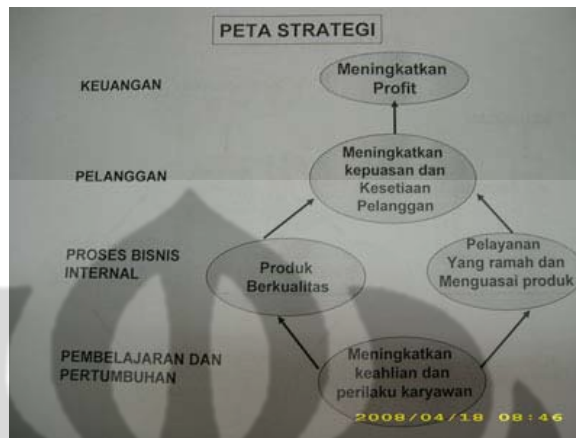 PETA STRATEGI
KEUANGAN
Meningkatkan
Profit
PELANGGAN
Meningkatkan
kepuasan dan
Kesetiaan
Pelanggan
PROSES BISNIS
INTERNAL
Produk
Berkualitas
Pelayanan
Yang ramah dan
Menguasai produk
PEMBELAJARAN DAN
PERTUMBUHAN
Meningkatkan
keahlian dan
perilaku karyawan
2008/04/18 08:46